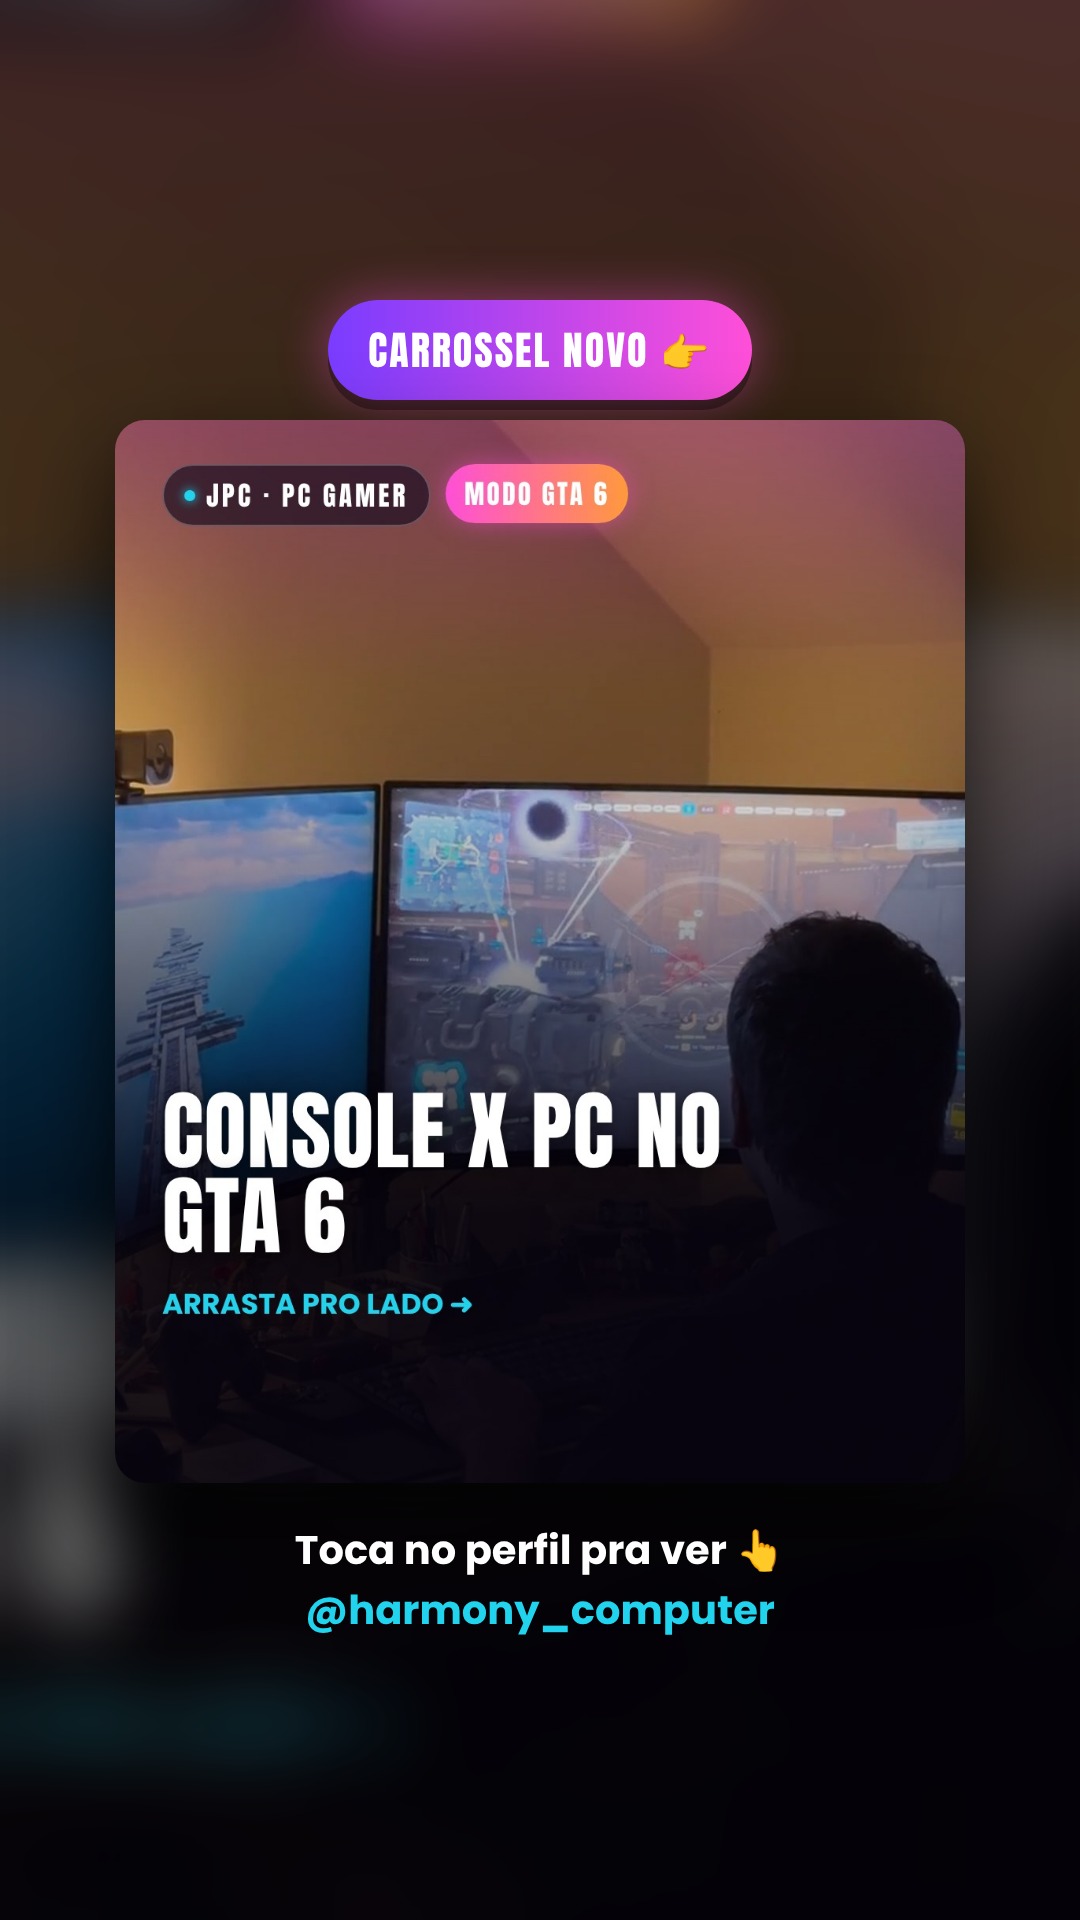 CARROSSEL NOVO 👉
JPC · PC GAMER
MODO GTA 6
CONSOLE X PC NO
GTA 6
ARRASTA PRO LADO ➜
Toca no perfil pra ver 👆
@harmony_computer